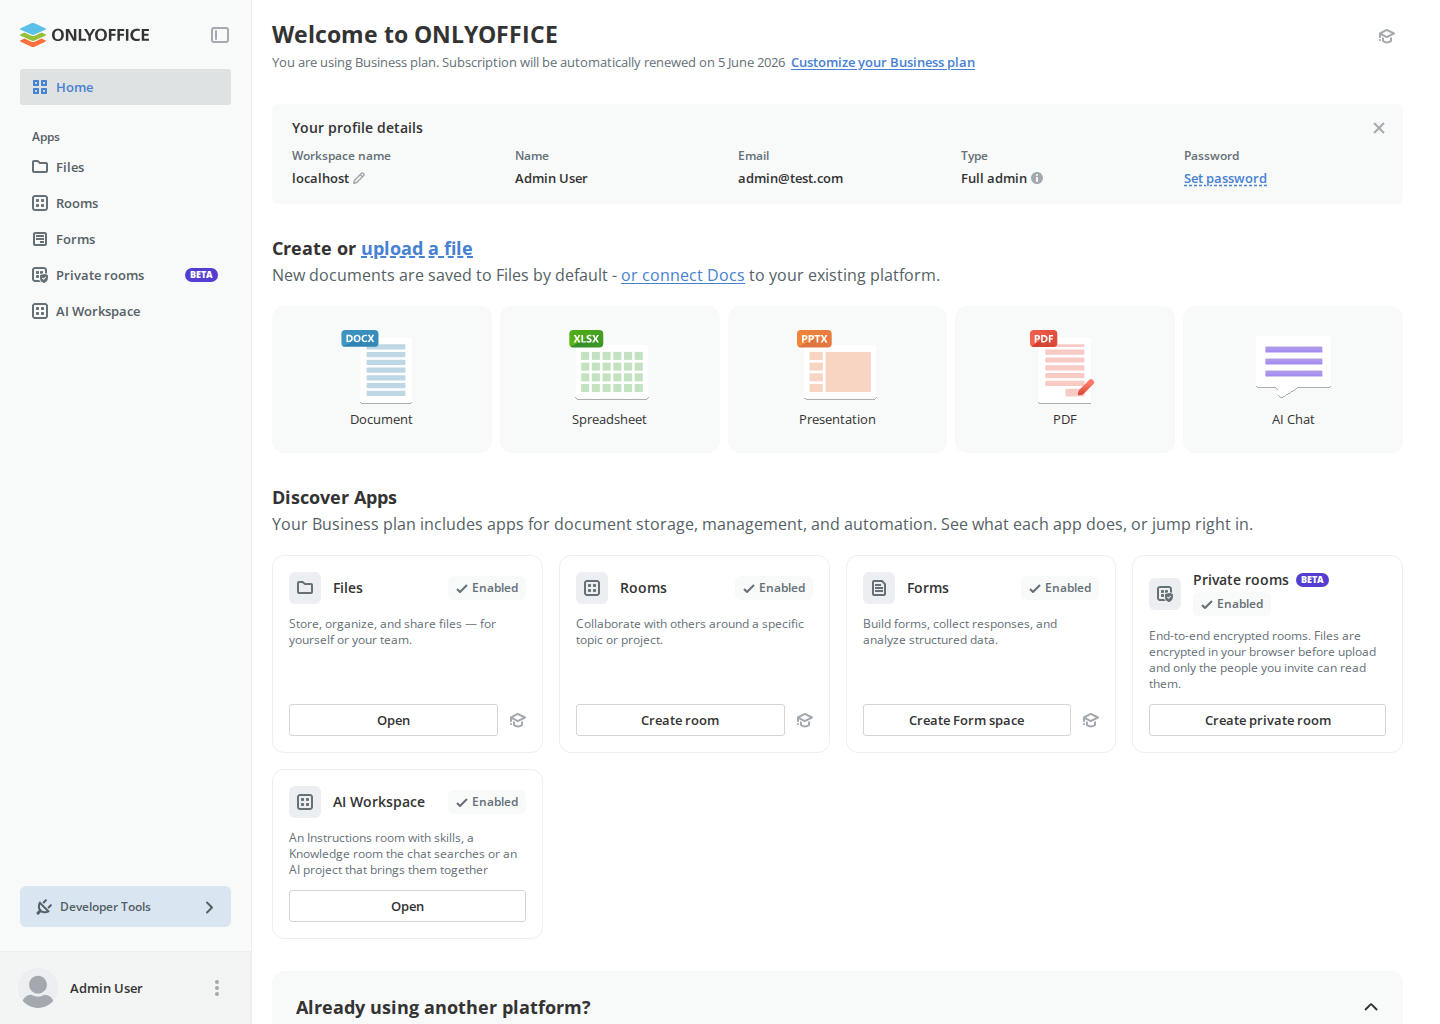 ONLYOFFICE
Home
Apps
Files
Rooms
Forms
Private rooms BETA
AI Workspace
Developer Tools
Admin User
Welcome to ONLYOFFICE
You are using Business plan. Subscription will be automatically renewed on 5 June 2026 Customize your Business plan
Your profile details
Workspace name Name Email Type Password
localhost Admin User admin@test.com Full admin Set password
Create or upload a file
New documents are saved to Files by default - or connect Docs to your existing platform.
DOCX XLSX PPTX PDF
Document Spreadsheet Presentation PDF AI Chat
Discover Apps
Your Business plan includes apps for document storage, management, and automation. See what each app does, or jump right in.
Files Enabled
Store, organize, and share files — for
yourself or your team.
Open
Rooms Enabled
Collaborate with others around a specific
topic or project.
Create room
Forms Enabled
Build forms, collect responses, and
analyze structured data.
Create Form space
Private rooms BETA
Enabled
End-to-end encrypted rooms. Files are
encrypted in your browser before upload
and only the people you invite can read
them.
Create private room
AI Workspace Enabled
An Instructions room with skills, a
Knowledge room the chat searches or an
AI project that brings them together
Open
Already using another platform?